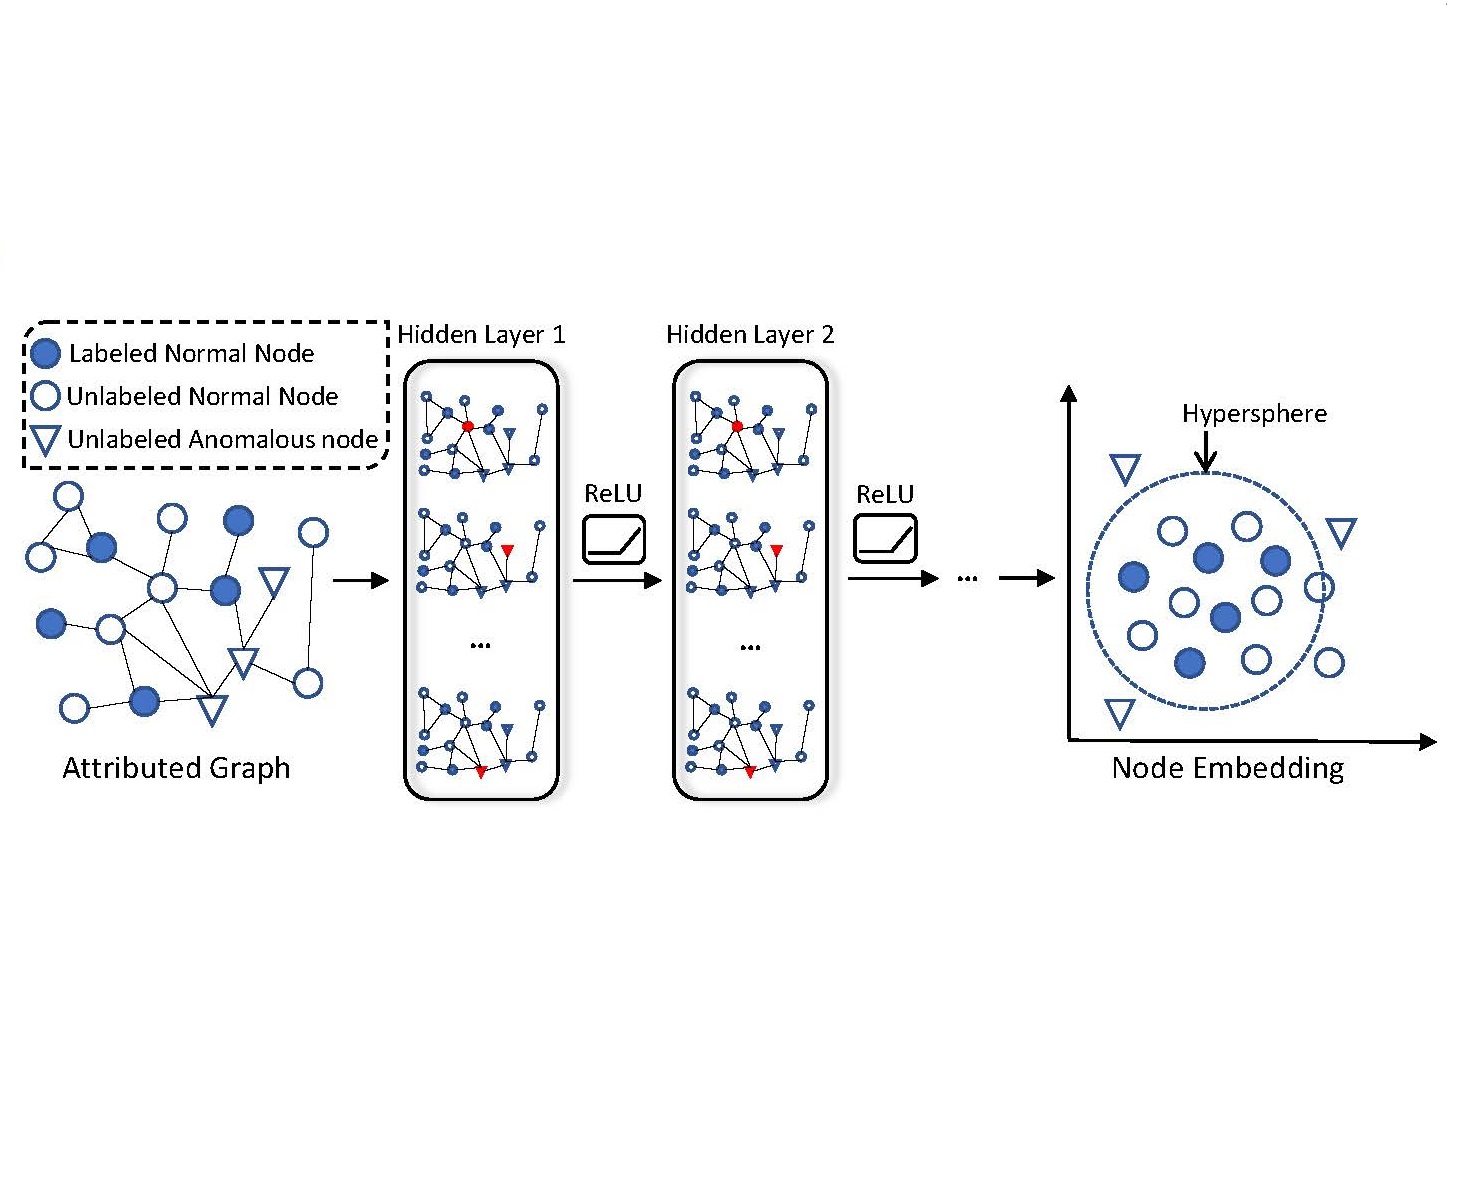 Labeled Normal Node
Unlabeled Normal Node
Unlabeled Anomalous node
Attributed Graph
Hidden Layer 1
...
ReLU
Hidden Layer 2
...
ReLU
...
Hypersphere
Node Embedding